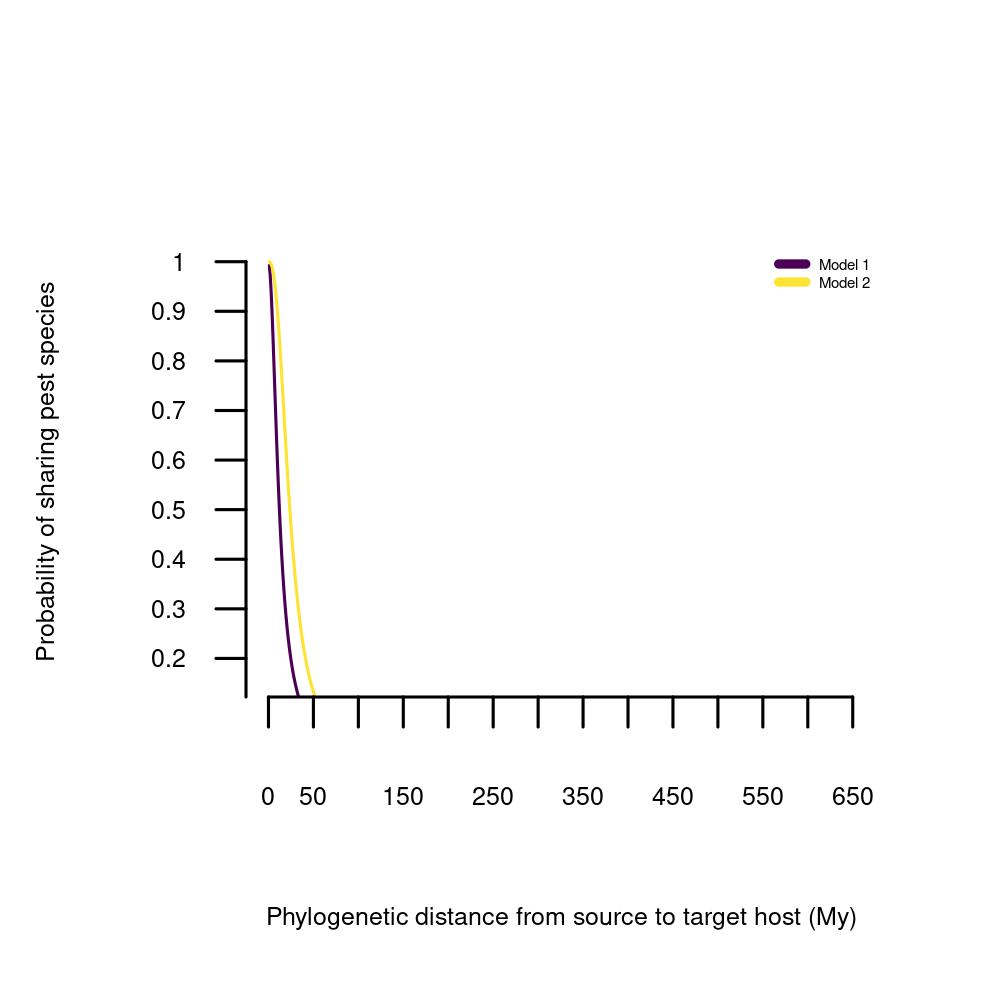 Probability of sharing pest species
1
0.9
0.8
0.7
0.6
0.5
0.4
0.3
0.2
Model 1
Model 2
0 50 150 250 350 450 550 650
Phylogenetic distance from source to target host (My)